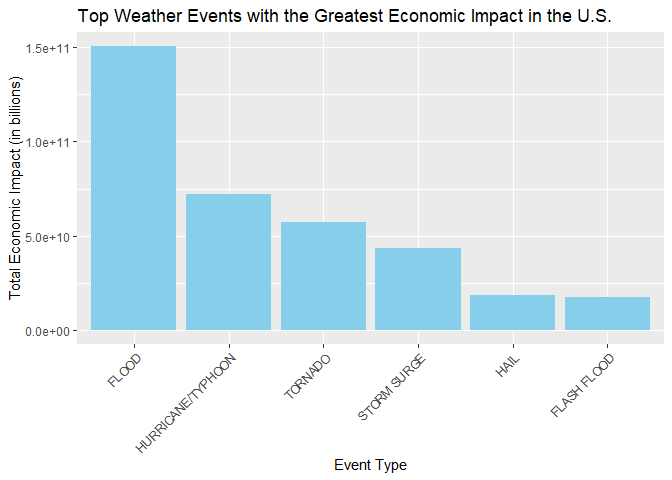 Top Weather Events with the Greatest Economic Impact in the U.S.
Total Economic Impact (in billions)
1.5e+11
1.0e+11
5.0e+10
0.0e+00
FLOOD
HURRICANE/TYPHOON
TORNADO
STORM SURGE
HAIL
FLASH FLOOD
Event Type